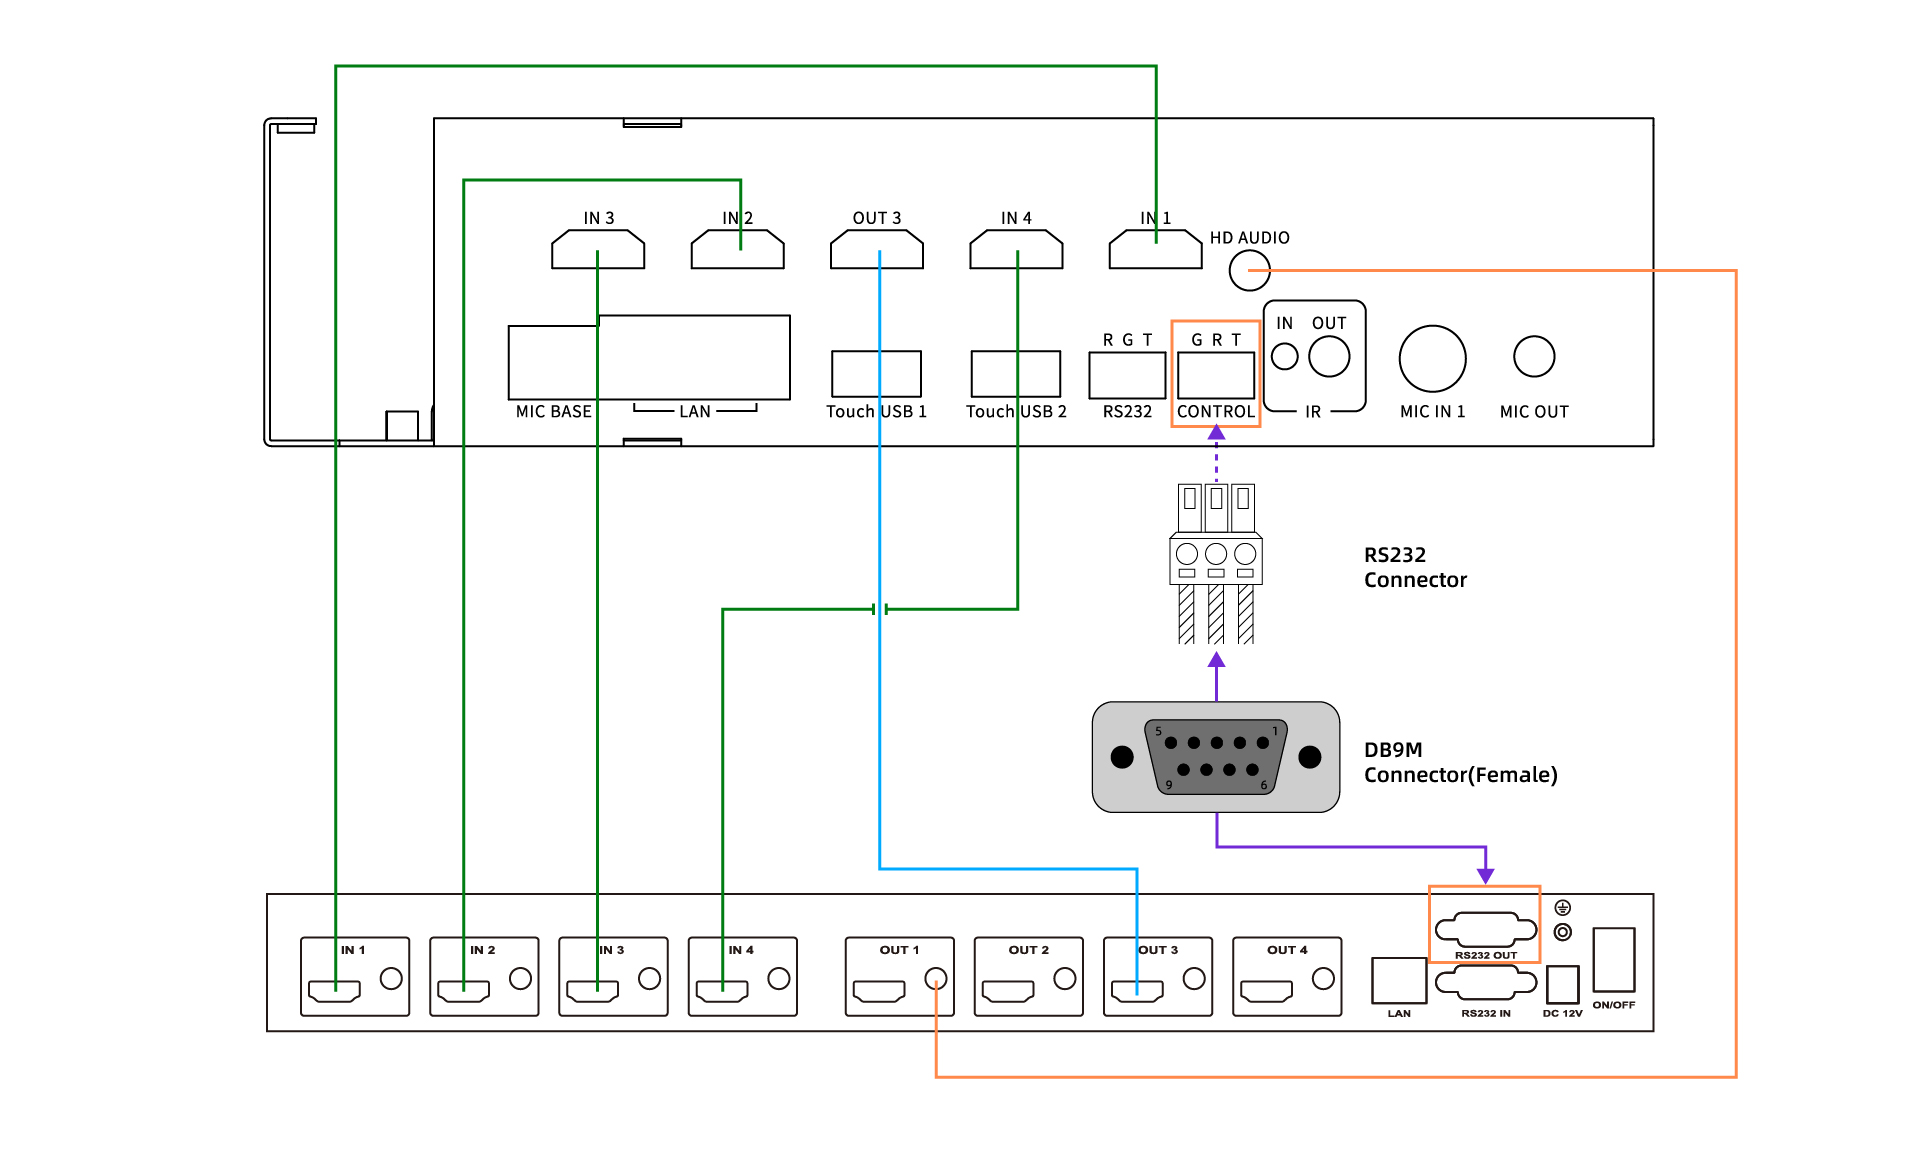 IN 3
IN 2
OUT 3
IN 4
IN 1
HD AUDIO
IN OUT
R G T
G R T
MIC BASE
LAN
Touch USB 1
Touch USB 2
RS232
CONTROL
IR
MIC IN 1
MIC OUT
RS232
Connector
5 1
9 6
DB9M
Connector(Female)
IN 1
IN 2
IN 3
IN 4
OUT 1
OUT 2
OUT 3
OUT 4
RS232 OUT
LAN
RS232 IN
DC 12V
ON/OFF